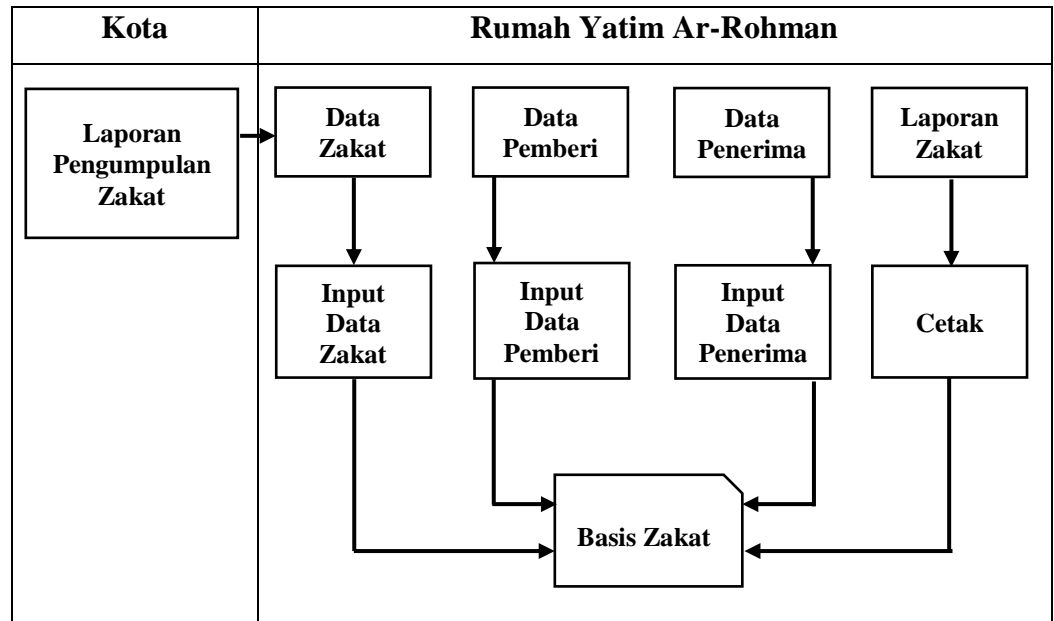 Kota
Rumah Yatim Ar-Rohman
Laporan
Pengumpulan
Zakat
Data
Zakat
Data
Pemberi
Data
Penerima
Laporan
Zakat
Input
Data
Zakat
Input
Data
Pemberi
Input
Data
Penerima
Cetak
Basis Zakat